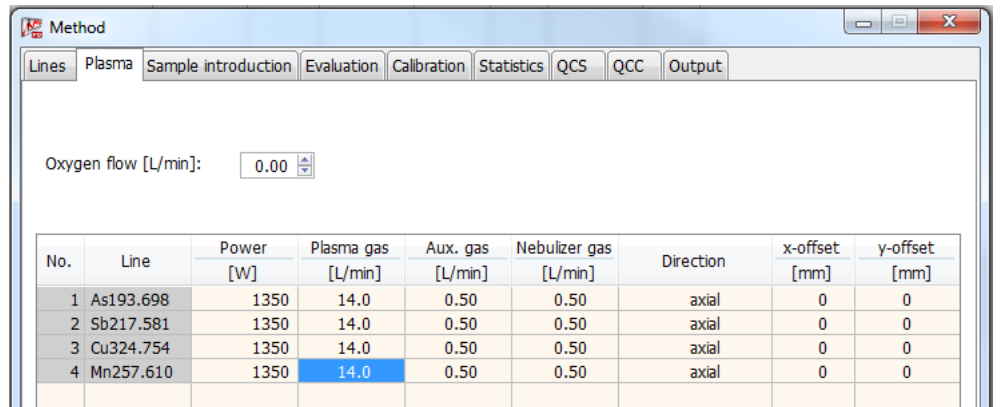 Method
Lines Plasma Sample introduction Evaluation Calibration Statistics QCS QCC Output
Oxygen flow [L/min]: 0.00
No. Line Power [W] Plasma gas [L/min] Aux. gas [L/min] Nebulizer gas [L/min] Direction x-offset [mm] y-offset [mm]
1 As193.698 1350 14.0 0.50 0.50 axial 0 0
2 Sb217.581 1350 14.0 0.50 0.50 axial 0 0
3 Cu324.754 1350 14.0 0.50 0.50 axial 0 0
4 Mn257.610 1350 14.0 0.50 0.50 axial 0 0